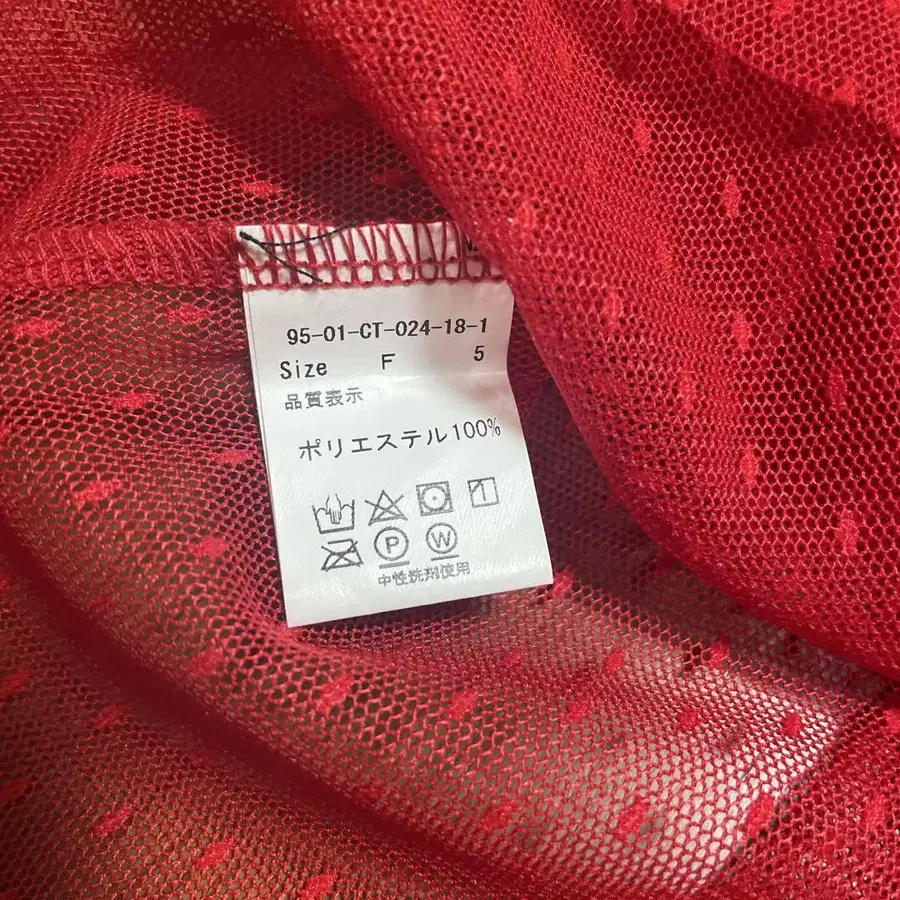 95-01-CT-024-18-1
Size F 5
品質表示
ポリエステル100%
P W
中性洗剤使用